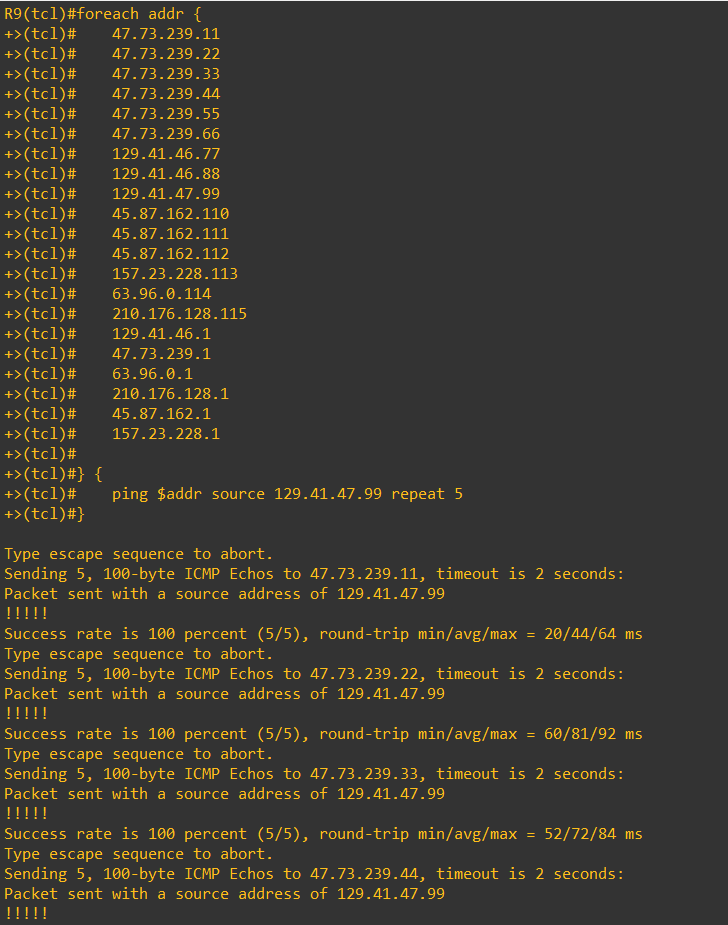 R9(tcl)#foreach addr {
+>(tcl)#    47.73.239.11
+>(tcl)#    47.73.239.22
+>(tcl)#    47.73.239.33
+>(tcl)#    47.73.239.44
+>(tcl)#    47.73.239.55
+>(tcl)#    47.73.239.66
+>(tcl)#    129.41.46.77
+>(tcl)#    129.41.46.88
+>(tcl)#    129.41.47.99
+>(tcl)#    45.87.162.110
+>(tcl)#    45.87.162.111
+>(tcl)#    45.87.162.112
+>(tcl)#    157.23.228.113
+>(tcl)#    63.96.0.114
+>(tcl)#    210.176.128.115
+>(tcl)#    129.41.46.1
+>(tcl)#    47.73.239.1
+>(tcl)#    63.96.0.1
+>(tcl)#    210.176.128.1
+>(tcl)#    45.87.162.1
+>(tcl)#    157.23.228.1
+>(tcl)#
+>(tcl)#} {
+>(tcl)#    ping $addr source 129.41.47.99 repeat 5
+>(tcl)#}

Type escape sequence to abort.
Sending 5, 100-byte ICMP Echos to 47.73.239.11, timeout is 2 seconds:
Packet sent with a source address of 129.41.47.99
!!!!!
Success rate is 100 percent (5/5), round-trip min/avg/max = 20/44/64 ms
Type escape sequence to abort.
Sending 5, 100-byte ICMP Echos to 47.73.239.22, timeout is 2 seconds:
Packet sent with a source address of 129.41.47.99
!!!!!
Success rate is 100 percent (5/5), round-trip min/avg/max = 60/81/92 ms
Type escape sequence to abort.
Sending 5, 100-byte ICMP Echos to 47.73.239.33, timeout is 2 seconds:
Packet sent with a source address of 129.41.47.99
!!!!!
Success rate is 100 percent (5/5), round-trip min/avg/max = 52/72/84 ms
Type escape sequence to abort.
Sending 5, 100-byte ICMP Echos to 47.73.239.44, timeout is 2 seconds:
Packet sent with a source address of 129.41.47.99
!!!!!